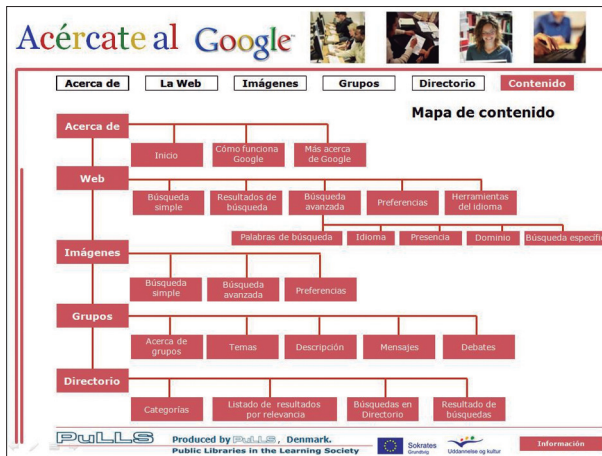 Acércate al Google™
Acerca de
La Web
Imágenes
Grupos
Directorio
Contenido
Mapa de contenido
Acerca de
Inicio
Cómo funciona
Google
Más acerca
de Google
Web
Búsqueda
simple
Resultados de
búsqueda
Búsqueda
avanzada
Preferencias
Herramientas
del idioma
Palabras de búsqueda
Idioma
Presencia
Dominio
Búsqueda específic
Imágenes
Búsqueda
simple
Búsqueda
avanzada
Preferencias
Grupos
Acerca de
grupos
Temas
Descripción
Mensajes
Debates
Directorio
Categorías
Listado de resultados
por relevancia
Búsquedas en
Directorio
Resultado de
búsquedas
PuLLS
Produced by PuLLS, Denmark.
Public Libraries in the Learning Society
Sokrates
Grundtvig
Uddannelse og kultur
Información